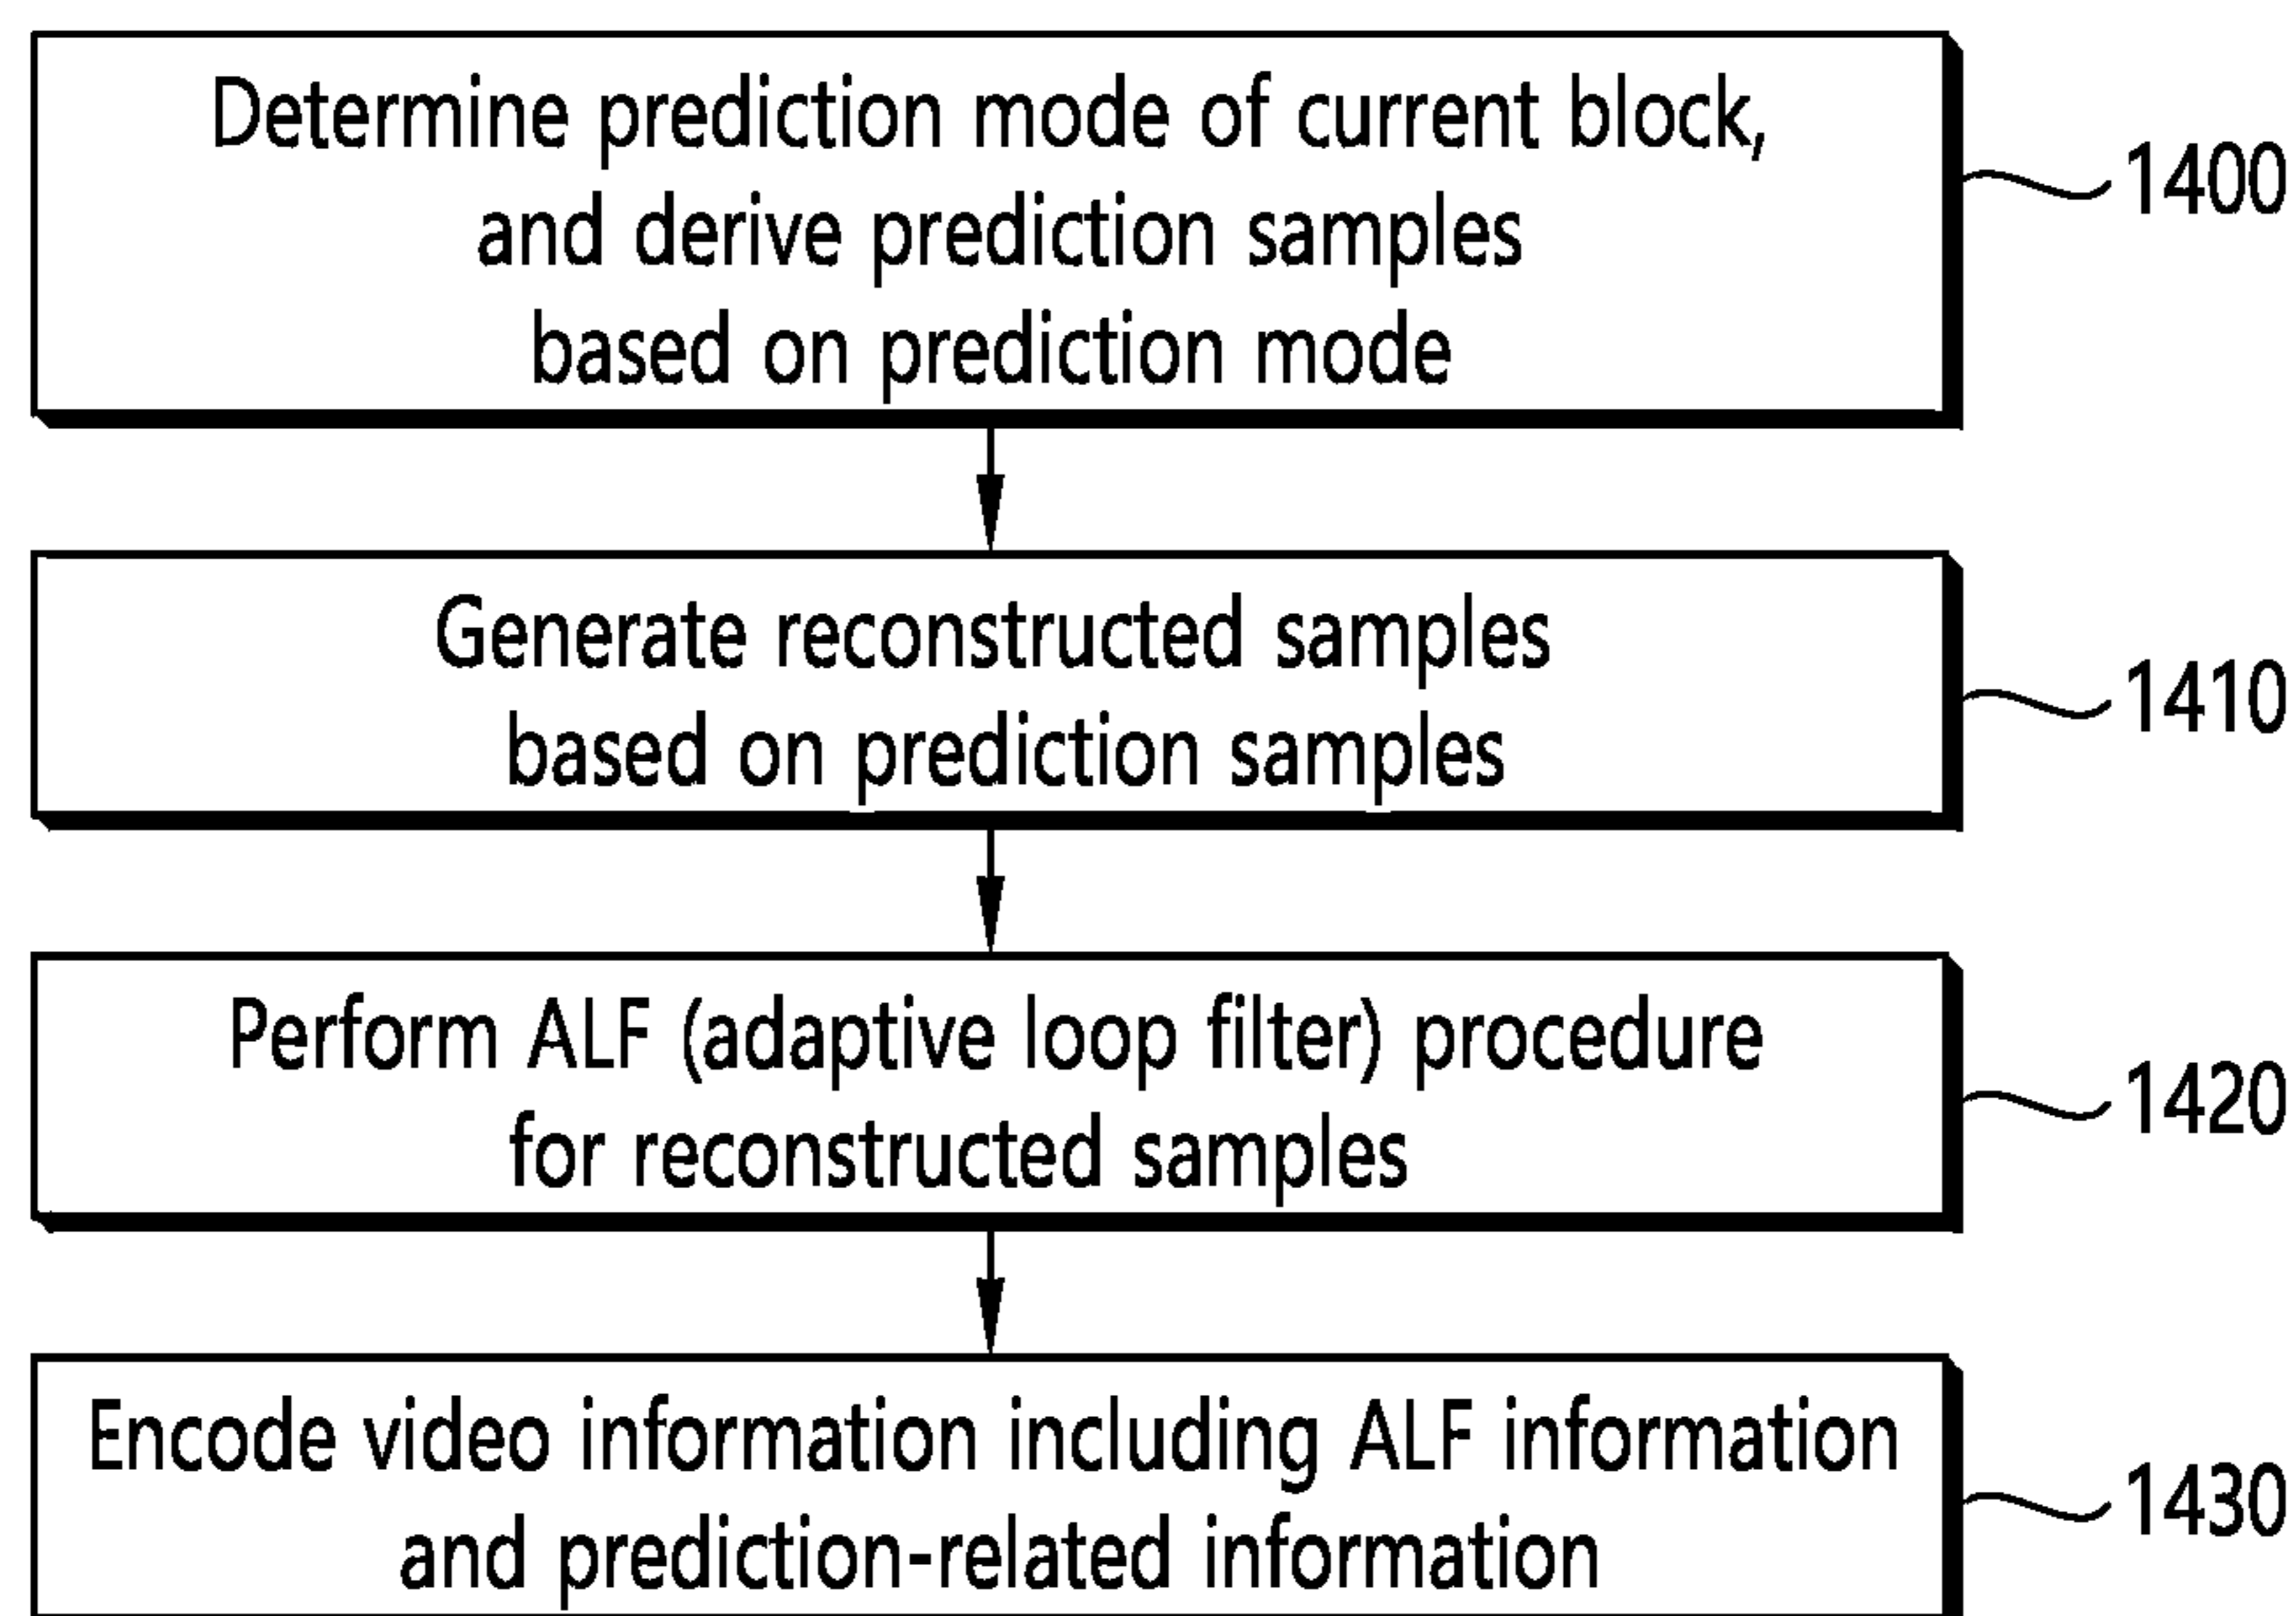 Determine prediction mode of current block,
and derive prediction samples
based on prediction mode
1400
Generate reconstructed samples
based on prediction samples
1410
Perform ALF (adaptive loop filter) procedure
for reconstructed samples
1420
Encode video information including ALF information
and prediction-related information
1430